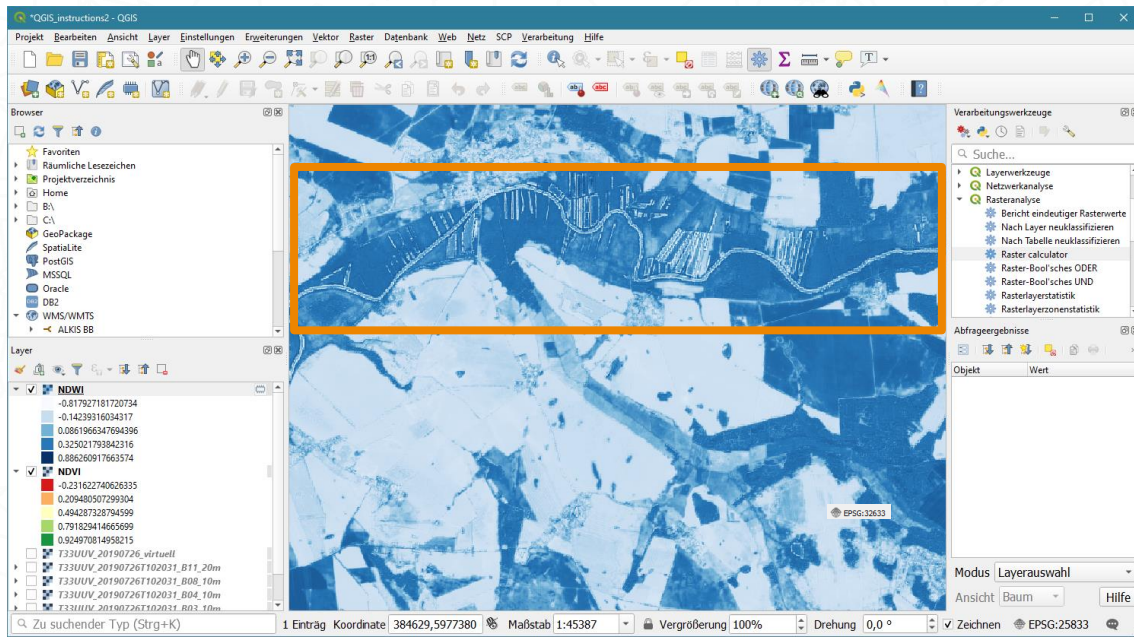 *QGIS_instructions2 - QGIS
Projekt Bearbeiten Ansicht Layer Einstellungen Erweiterungen Vektor Raster Datenbank Web Netz SCP Verarbeitung Hilfe
Browser
Favoriten
Räumliche Lesezeichen
Projektverzeichnis
Home
B:\
C:\
GeoPackage
SpatiaLite
PostGIS
MSSQL
Oracle
DB2
WMS/WMTS
ALKIS BB
Layer
NDWI
-0.817927181720734
-0.14239316034317
0.0861966347694396
0.325021793842316
0.886260917663574
NDVI
-0.231622740626335
0.209480507299304
0.494287328794599
0.791829414665699
0.924970814958215
T33UUV_20190726_virtuell
T33UUV_20190726T102031_B11_20m
T33UUV_20190726T102031_B08_10m
T33UUV_20190726T102031_B04_10m
T33UUV_20190726T102031_B03_10m
EPSG:32633
Verarbeitungswerkzeuge
Suche...
Layerwerkzeuge
Netzwerkanalyse
Rasteranalyse
Bericht eindeutiger Rasterwerte
Nach Layer neuklassifizieren
Nach Tabelle neuklassifizieren
Raster calculator
Raster-Bool'sches ODER
Raster-Bool'sches UND
Rasterlayerstatistik
Rasterlayerzonenstatistik
Abfrageergebnisse
Objekt Wert
Modus Layerauswahl
Ansicht Baum Hilfe
Zu suchender Typ (Strg+K) 1 Einträg Koordinate 384629,5977380 Maßstab 1:45387 Vergrößerung 100% Drehung 0,0 ° Zeichnen EPSG:25833